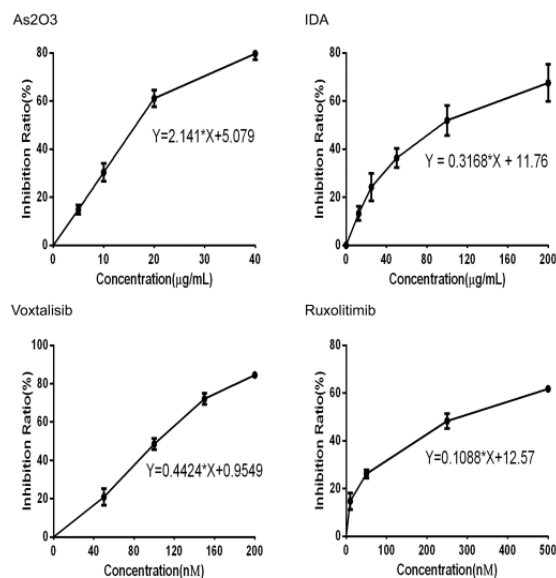 As2O3
IDA
Inhibition Ratio(%)
80
60
40
20
0
Y=2.141*X+5.079
0
10
20
30
40
Concentration(μg/mL)
Inhibition Ratio(%)
80
60
40
20
0
Y = 0.3168*X + 11.76
0
40
80
120
160
200
Concentration(μg/mL)
Voxtalisib
Ruxolitimib
Inhibition Ratio(%)
100
80
60
40
20
0
Y=0.4424*X+0.9549
0
40
80
120
160
200
Concentration(nM)
Inhibition Ratio(%)
80
60
40
20
0
Y=0.1088*X+12.57
0
100
200
300
400
500
Concentration(nM)